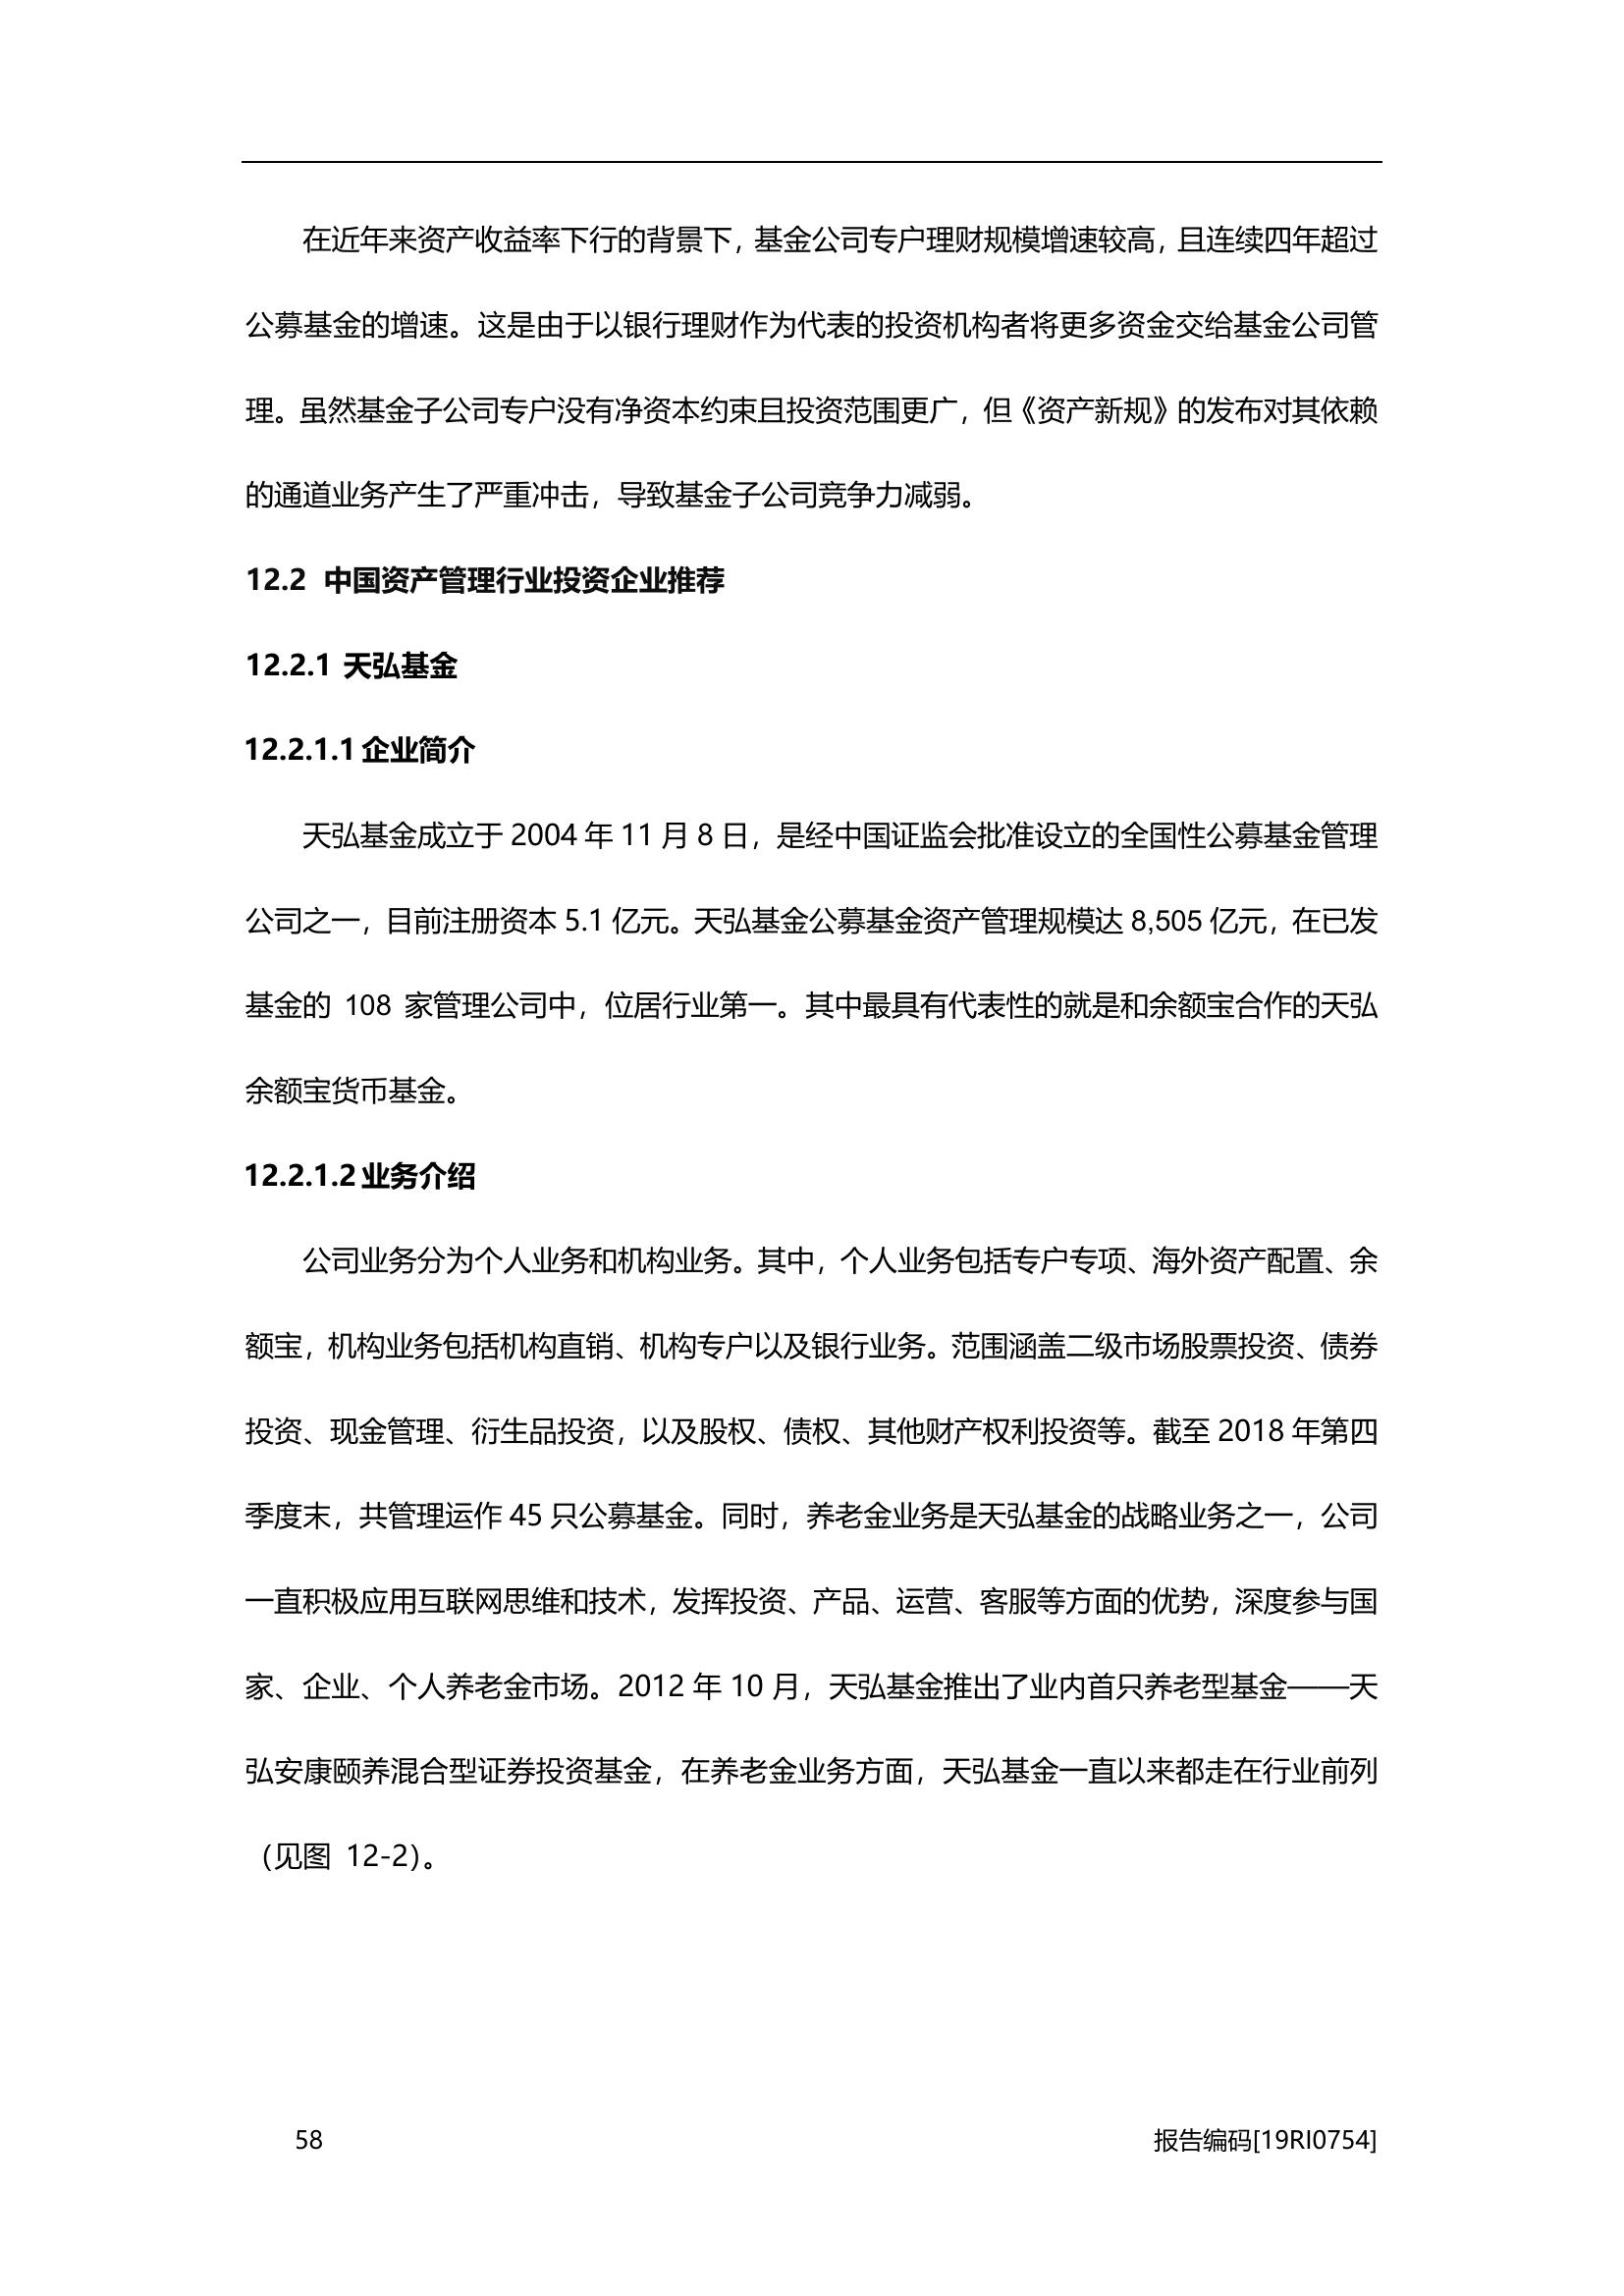 在近年来资产收益率下行的背景下，基金公司专户理财规模增速较高，且连续四年超过
公募基金的增速。这是由于以银行理财作为代表的投资机构者将更多资金交给基金公司管
理。虽然基金子公司专户没有净资本约束且投资范围更广，但《资产新规》的发布对其依赖
的通道业务产生了严重冲击，导致基金子公司竞争力减弱。
12.2 中国资产管理行业投资企业推荐
12.2.1 天弘基金
12.2.1.1企业简介
天弘基金成立于 2004 年 11 月 8 日，是经中国证监会批准设立的全国性公募基金管理
公司之一，目前注册资本 5.1 亿元。天弘基金公募基金资产管理规模达 8,505 亿元，在已发
基金的 108 家管理公司中，位居行业第一。其中最具有代表性的就是和余额宝合作的天弘
余额宝货币基金。
12.2.1.2业务介绍
公司业务分为个人业务和机构业务。其中，个人业务包括专户专项、海外资产配置、余
额宝，机构业务包括机构直销、机构专户以及银行业务。范围涵盖二级市场股票投资、债券
投资、现金管理、衍生品投资，以及股权、债权、其他财产权利投资等。截至 2018 年第四
季度末，共管理运作 45 只公募基金。同时，养老金业务是天弘基金的战略业务之一，公司
一直积极应用互联网思维和技术，发挥投资、产品、运营、客服等方面的优势，深度参与国
家、企业、个人养老金市场。2012 年 10 月，天弘基金推出了业内首只养老型基金——天
弘安康颐养混合型证券投资基金，在养老金业务方面，天弘基金一直以来都走在行业前列
（见图 12-2）。
58 报告编码[19RI0754]